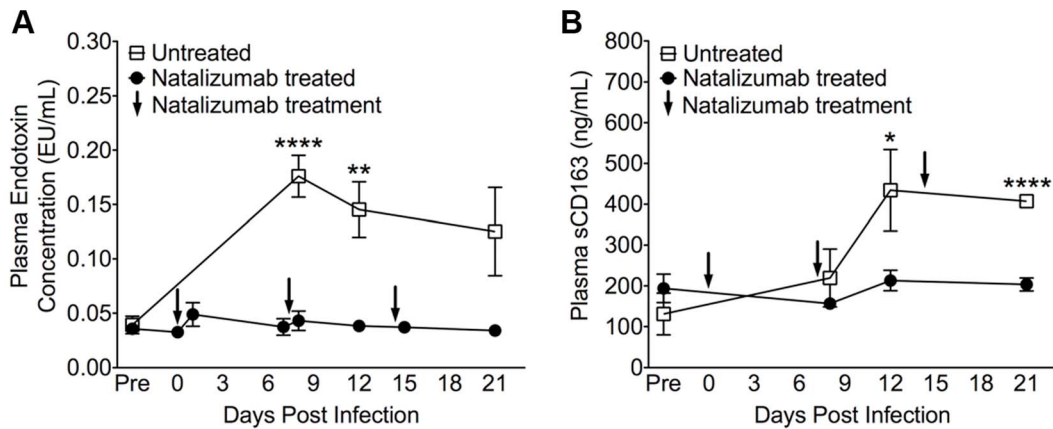 A
Plasma Endotoxin
Concentration (EU/mL)
0.30
0.25
0.20
0.15
0.10
0.05
0.00
Untreated
Natalizumab treated
Natalizumab treatment
****
**
Pre 0 3 6 9 12 15 18 21
Days Post Infection
B
Plasma sCD163 (ng/mL)
800
700
600
500
400
300
200
100
0
Untreated
Natalizumab treated
Natalizumab treatment
*
****
Pre 0 3 6 9 12 15 18 21
Days Post Infection